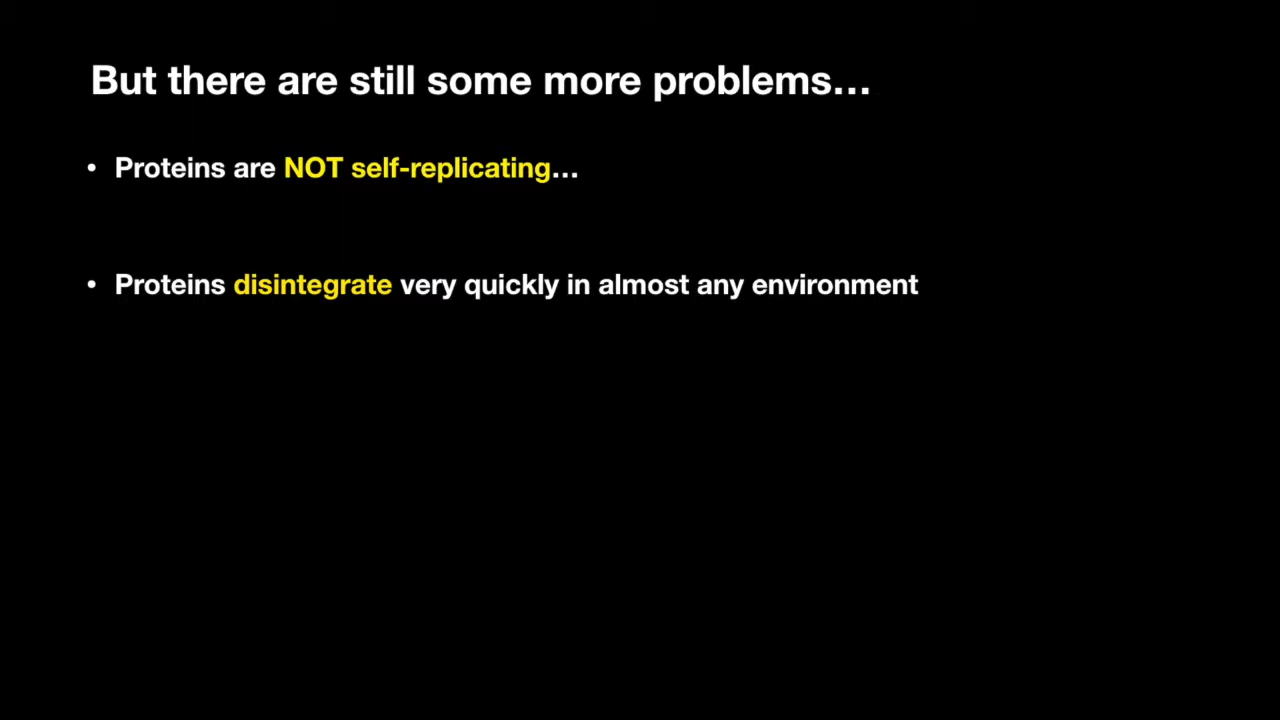 But there are still some more problems...
• Proteins are NOT self-replicating...
• Proteins disintegrate very quickly in almost any environment